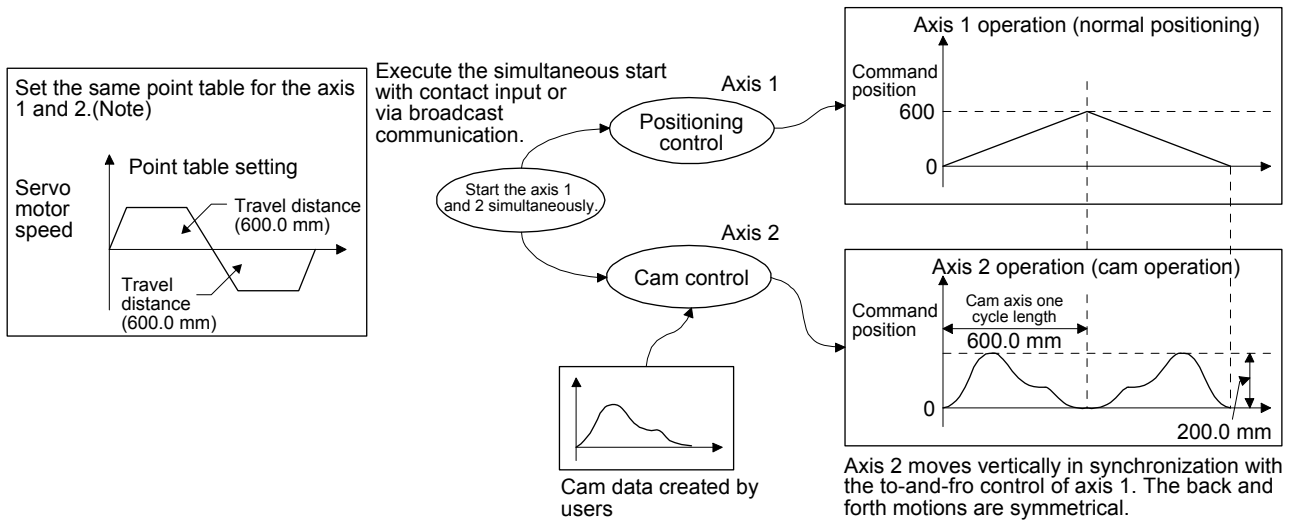 Set the same point table for the axis
1 and 2.(Note)
Point table setting
Servo
motor
speed
Travel distance
(600.0 mm)
Travel
distance
(600.0 mm)
Execute the simultaneous start
with contact input or
via broadcast
communication.
Start the axis 1
and 2 simultaneously.
Axis 1
Positioning
control
Axis 2
Cam control
Cam data created by
users
Axis 1 operation (normal positioning)
Command
position
600
0
Axis 2 operation (cam operation)
Command
position
Cam axis one
cycle length
600.0 mm
0
200.0 mm
Axis 2 moves vertically in synchronization with
the to-and-fro control of axis 1. The back and
forth motions are symmetrical.